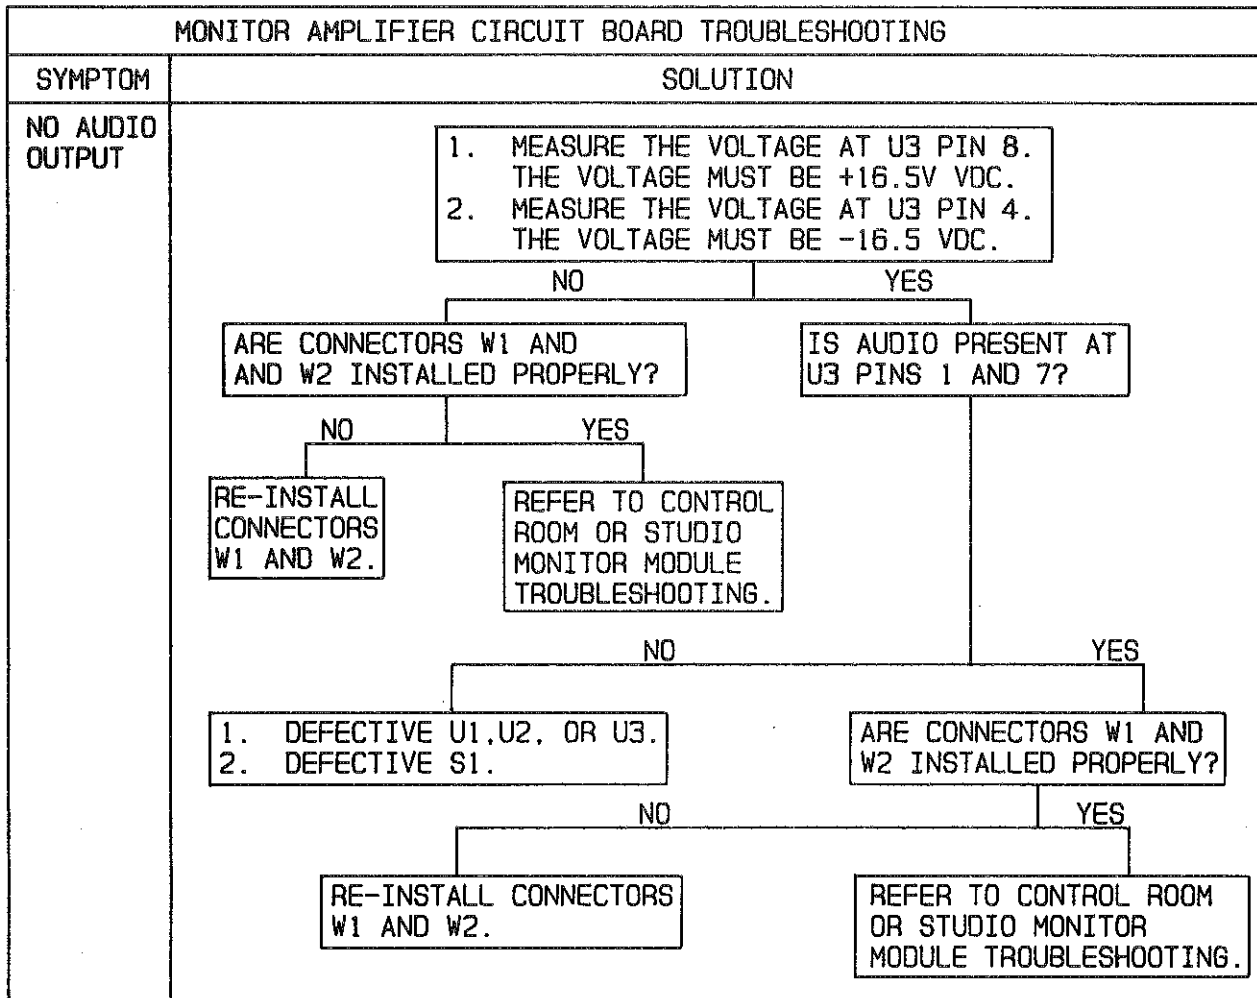 MONITOR AMPLIFIER CIRCUIT BOARD TROUBLESHOOTING
SYMPTOM
SOLUTION
NO AUDIO
OUTPUT
1. MEASURE THE VOLTAGE AT U3 PIN 8.
THE VOLTAGE MUST BE +16.5V VDC.
2. MEASURE THE VOLTAGE AT U3 PIN 4.
THE VOLTAGE MUST BE -16.5 VDC.
NO
YES
ARE CONNECTORS W1 AND
AND W2 INSTALLED PROPERLY?
IS AUDIO PRESENT AT
U3 PINS 1 AND 7?
NO
YES
RE-INSTALL
CONNECTORS
W1 AND W2.
REFER TO CONTROL
ROOM OR STUDIO
MONITOR MODULE
TROUBLESHOOTING.
NO
YES
1. DEFECTIVE U1,U2, OR U3.
2. DEFECTIVE S1.
ARE CONNECTORS W1 AND
W2 INSTALLED PROPERLY?
NO
YES
RE-INSTALL CONNECTORS
W1 AND W2.
REFER TO CONTROL ROOM
OR STUDIO MONITOR
MODULE TROUBLESHOOTING.